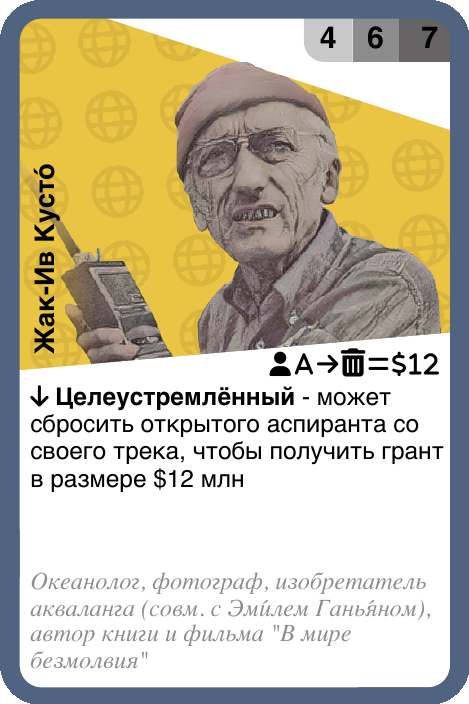 4 6 7
Жак-Ив Кусто́
А→=$12
↓ Целеустремлённый - может
сбросить открытого аспиранта со
своего трека, чтобы получить грант
в размере $12 млн
Океанолог, фотограф, изобретатель
акваланга (совм. с Эми́лем Ганья́ном),
автор книги и фильма "В мире
безмолвия"